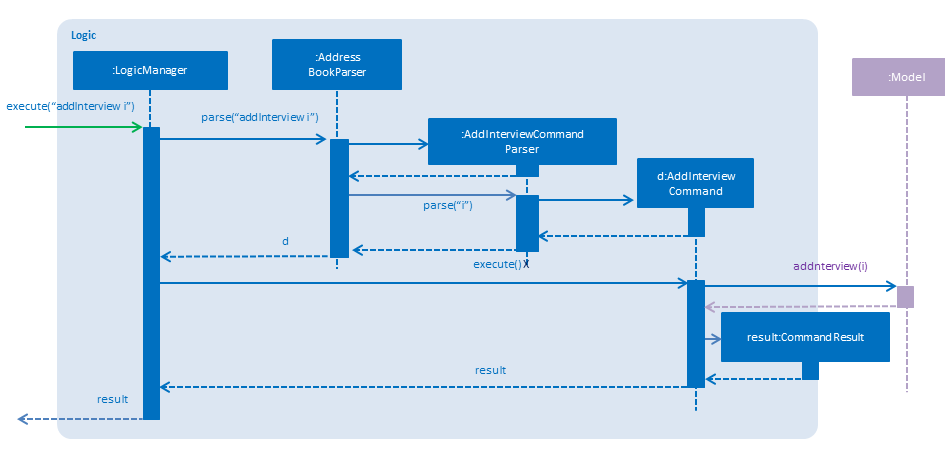 Logic
:LogicManager
:Address
BookParser
:Model
execute(“addInterview i”)
parse(“addInterview i”)
:AddInterviewCommand
Parser
d:AddInterview
Command
parse(“i”)
d
execute()
X
addnterview(i)
result:CommandResult
result
result